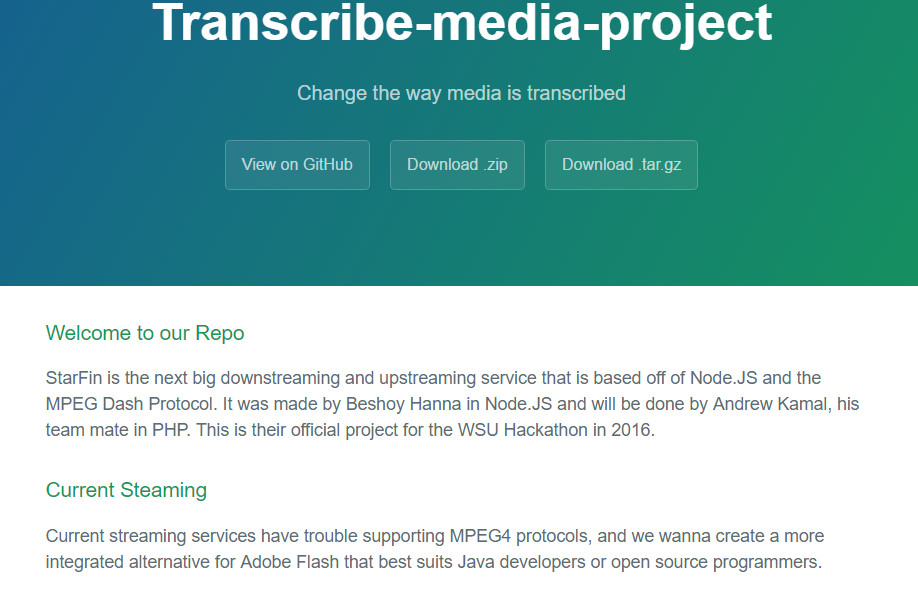 Transcribe-media-project
Change the way media is transcribed
View on GitHub
Download .zip
Download .tar.gz
Welcome to our Repo
StarFin is the next big downstreaming and upstreaming service that is based off of Node.JS and the
MPEG Dash Protocol. It was made by Beshoy Hanna in Node.JS and will be done by Andrew Kamal, his
team mate in PHP. This is their official project for the WSU Hackathon in 2016.
Current Steaming
Current streaming services have trouble supporting MPEG4 protocols, and we wanna create a more
integrated alternative for Adobe Flash that best suits Java developers or open source programmers.